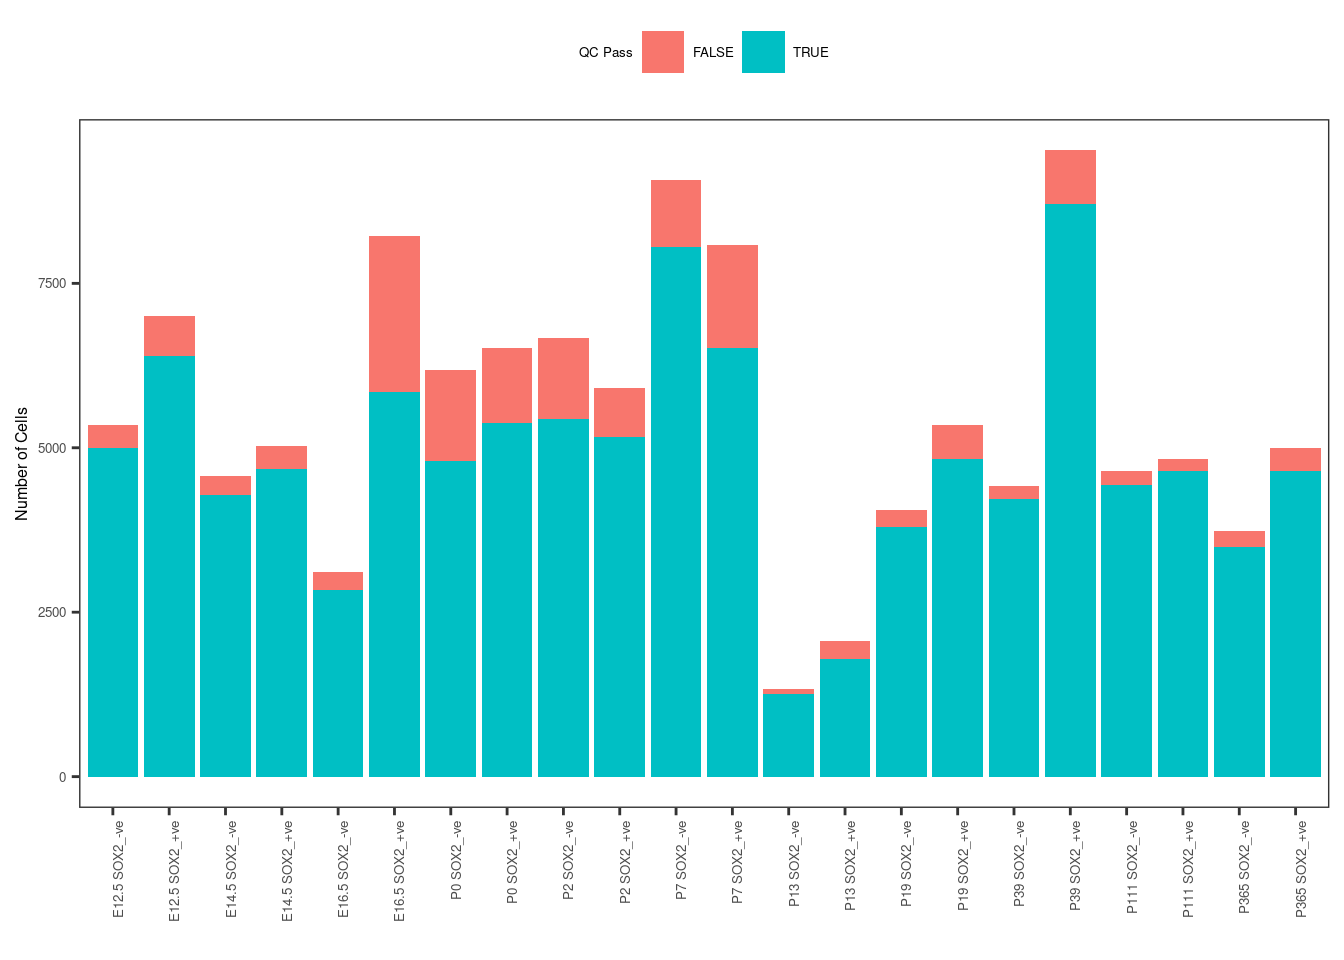 QC Pass FALSE TRUE
Number of Cells
7500
5000
2500
0
E12.5 SOX2_-ve
E12.5 SOX2_+ve
E14.5 SOX2_-ve
E14.5 SOX2_+ve
E16.5 SOX2_-ve
E16.5 SOX2_+ve
P0 SOX2_-ve
P0 SOX2_+ve
P2 SOX2_-ve
P2 SOX2_+ve
P7 SOX2_-ve
P7 SOX2_+ve
P13 SOX2_-ve
P13 SOX2_+ve
P19 SOX2_-ve
P19 SOX2_+ve
P39 SOX2_-ve
P39 SOX2_+ve
P111 SOX2_-ve
P111 SOX2_+ve
P365 SOX2_-ve
P365 SOX2_+ve